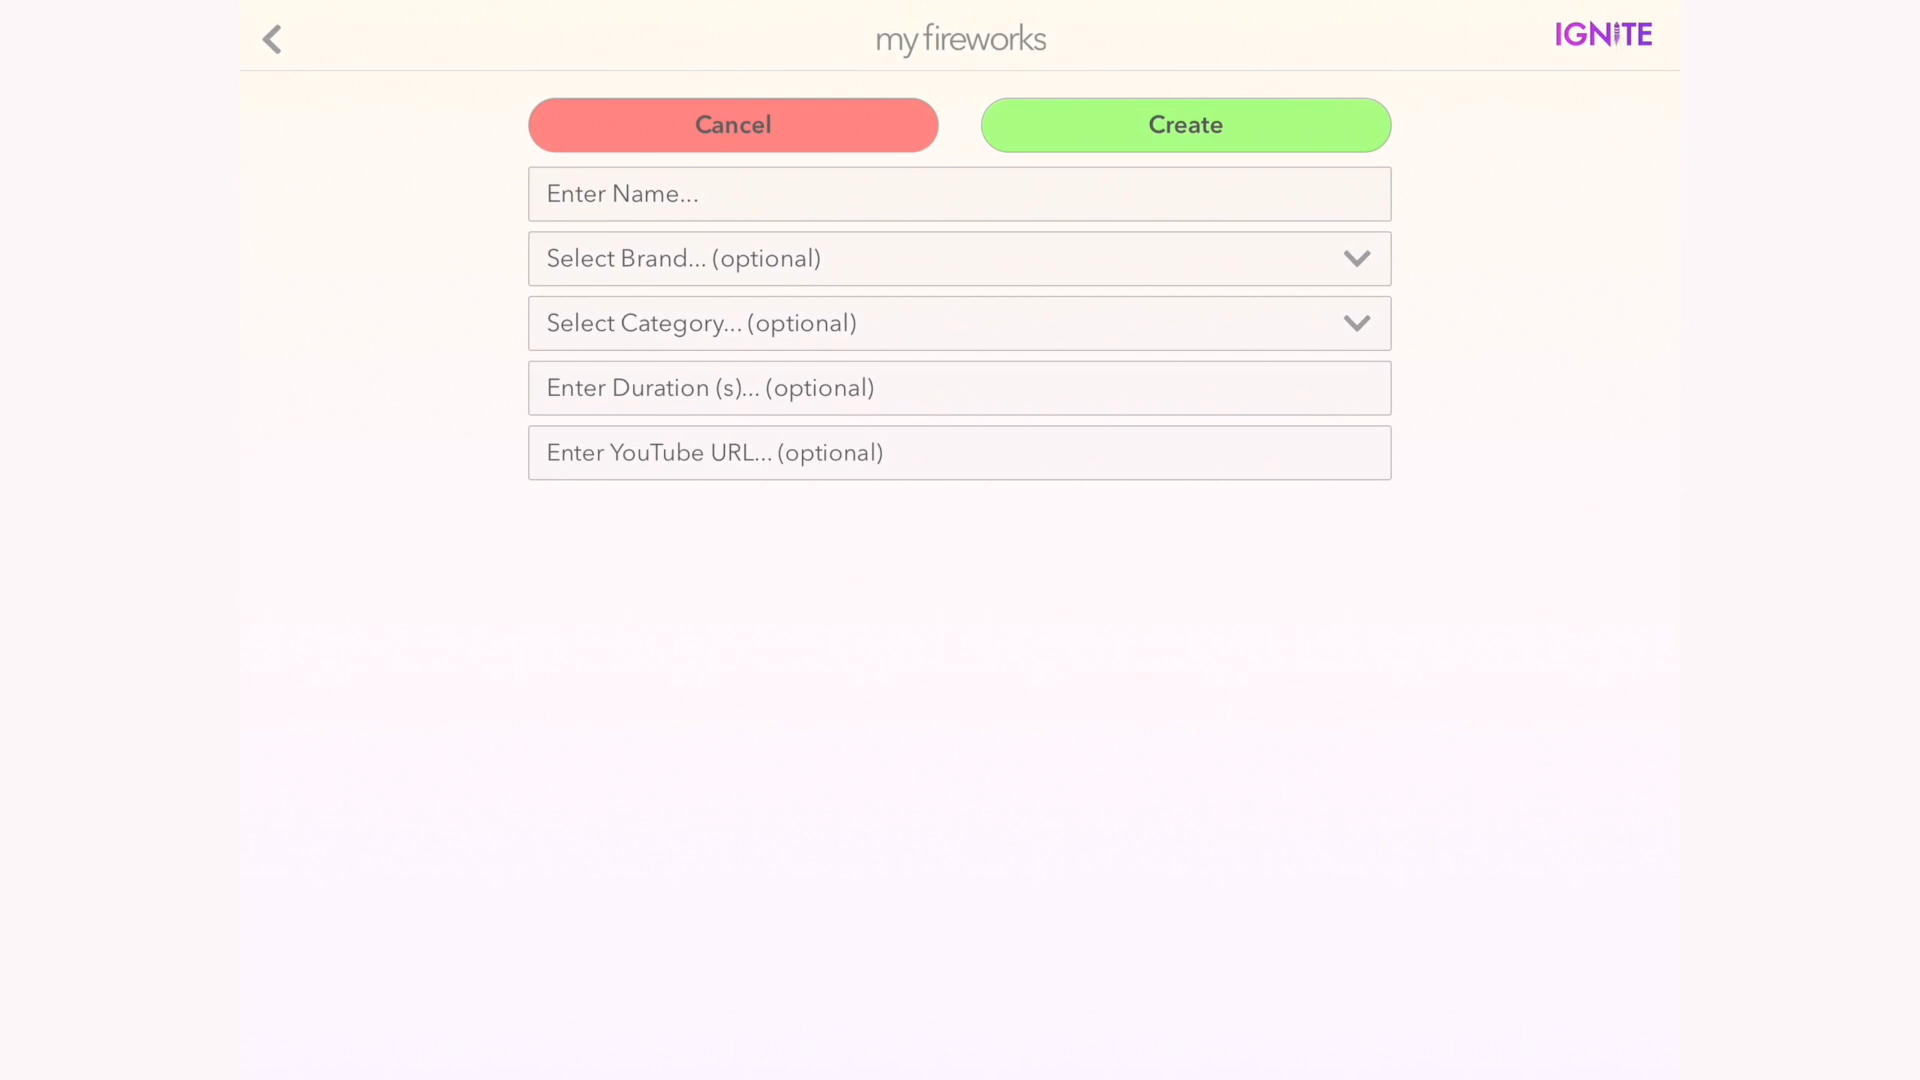 my fireworks
IGNITE
Cancel
Create
Enter Name...
Select Brand... (optional)
Select Category... (optional)
Enter Duration (s)... (optional)
Enter YouTube URL... (optional)